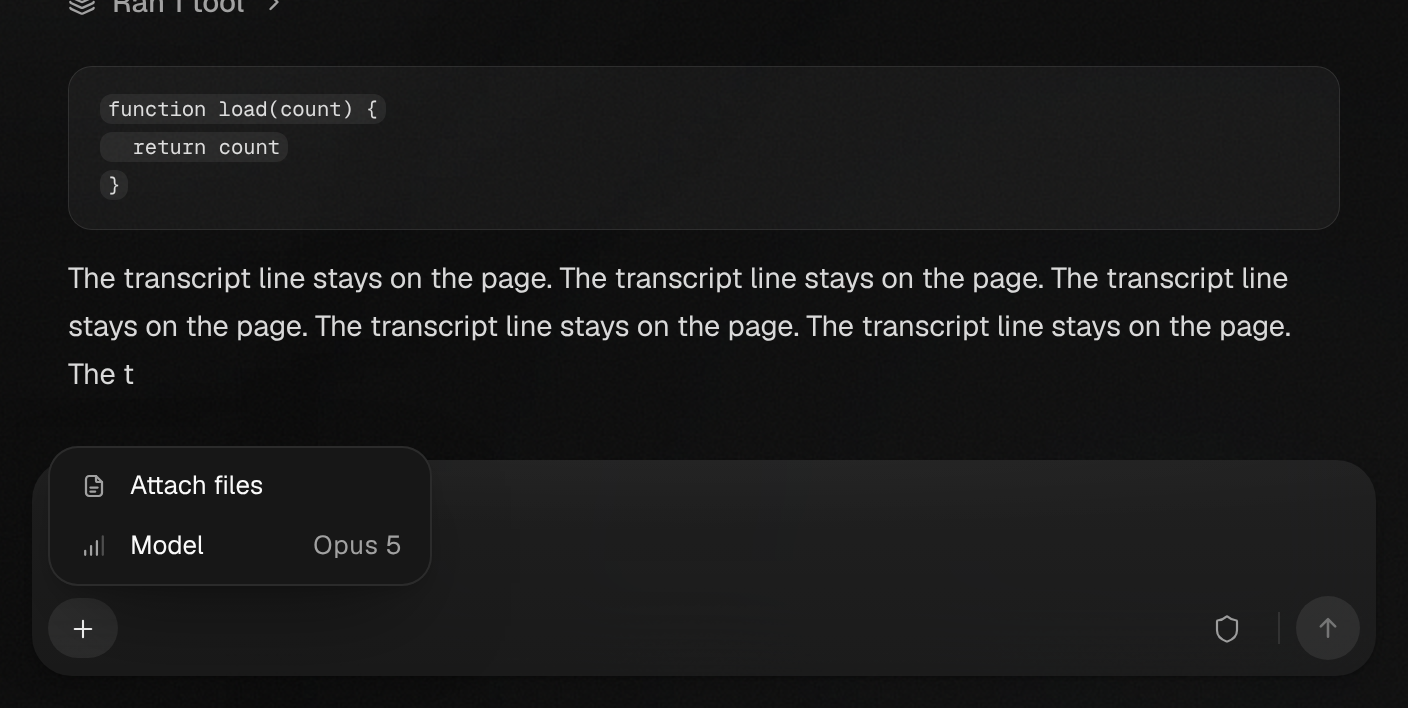 Ran 1 tool
function load(count) {
  return count
}
The transcript line stays on the page. The transcript line stays on the page. The transcript line
stays on the page. The transcript line stays on the page. The transcript line stays on the page.
The t
Attach files
Model Opus 5